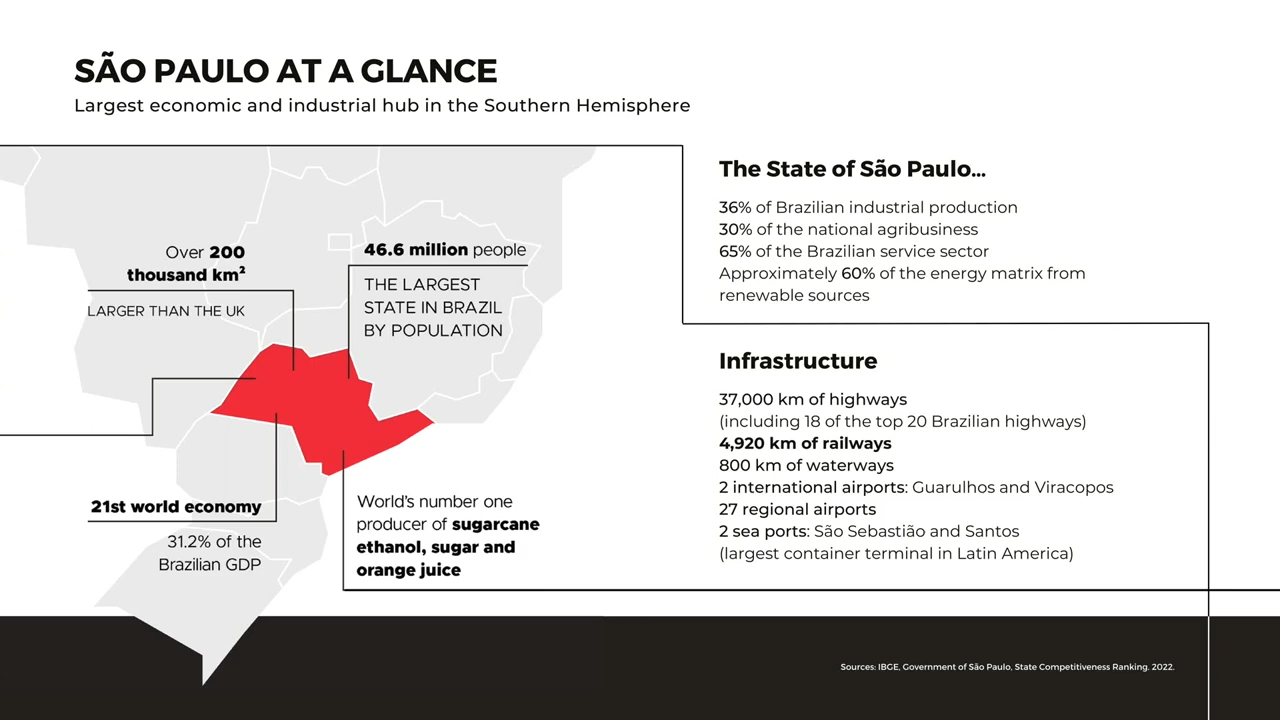 SÃO PAULO AT A GLANCE
Largest economic and industrial hub in the Southern Hemisphere
Over 200
thousand km²
LARGER THAN THE UK
46.6 million people
THE LARGEST
STATE IN BRAZIL
BY POPULATION
21st world economy
31.2% of the
Brazilian GDP
World's number one
producer of sugarcane
ethanol, sugar and
orange juice
The State of São Paulo...
36% of Brazilian industrial production
30% of the national agribusiness
65% of the Brazilian service sector
Approximately 60% of the energy matrix from
renewable sources
Infrastructure
37,000 km of highways
(including 18 of the top 20 Brazilian highways)
4,920 km of railways
800 km of waterways
2 international airports: Guarulhos and Viracopos
27 regional airports
2 sea ports: São Sebastião and Santos
(largest container terminal in Latin America)
Sources: IBGE, Government of São Paulo, State Competitiveness Ranking. 2022.